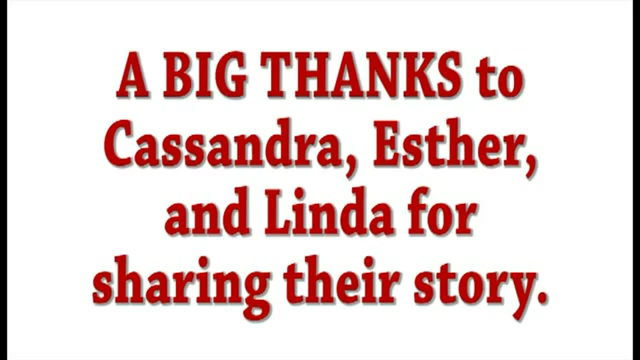 A BIG THANKS to
Cassandra, Esther,
and Linda for
sharing their story.